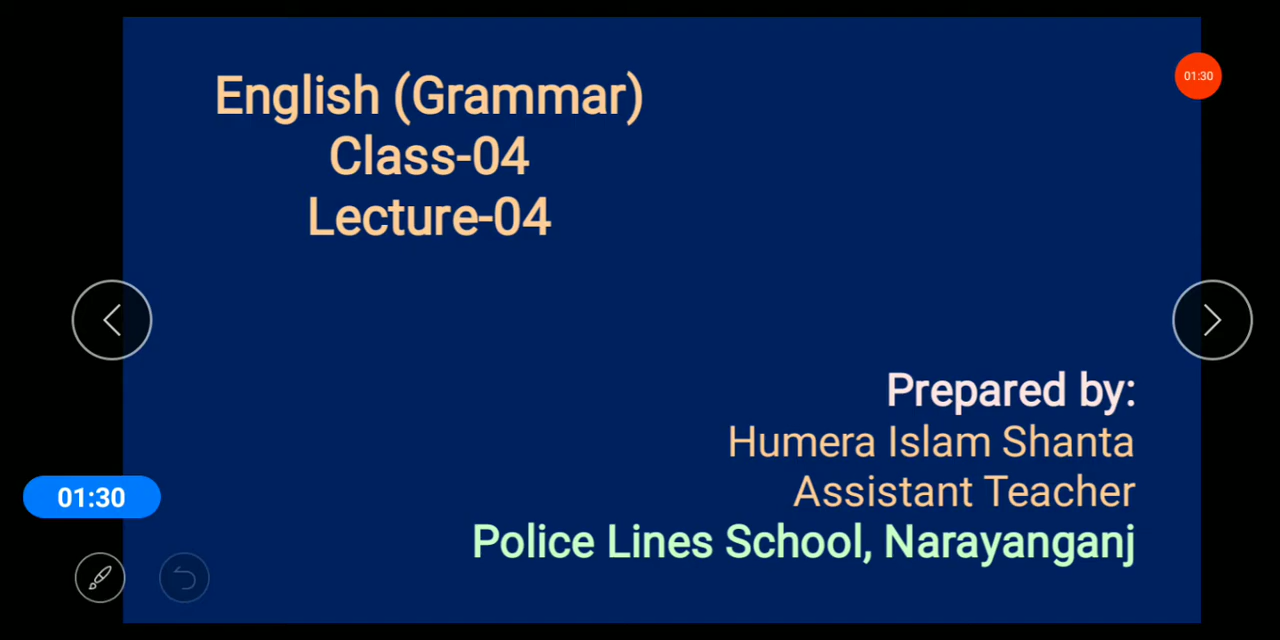 English (Grammar)
01:30
Class-04
Lecture-04
Prepared by:
Humera Islam Shanta
Assistant Teacher
01:30
Police Lines School, Narayanganj